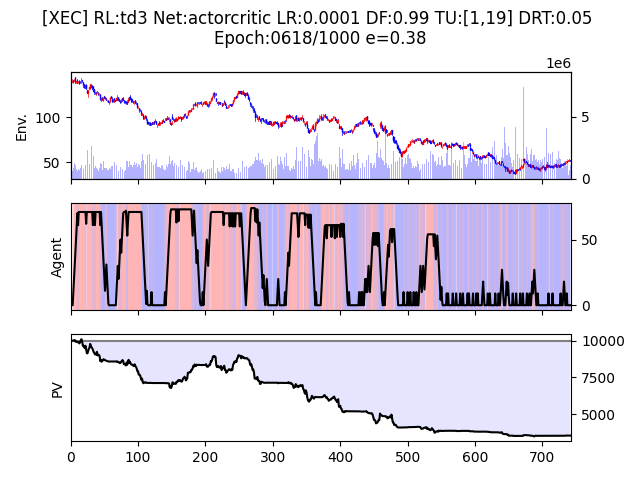 [XEC] RL:td3 Net:actorcritic LR:0.0001 DF:0.99 TU:[1,19] DRT:0.05
Epoch:0618/1000 e=0.38
1e6
Env.
100
50
5
0
Agent
50
0
PV
10000
7500
5000
0 100 200 300 400 500 600 700